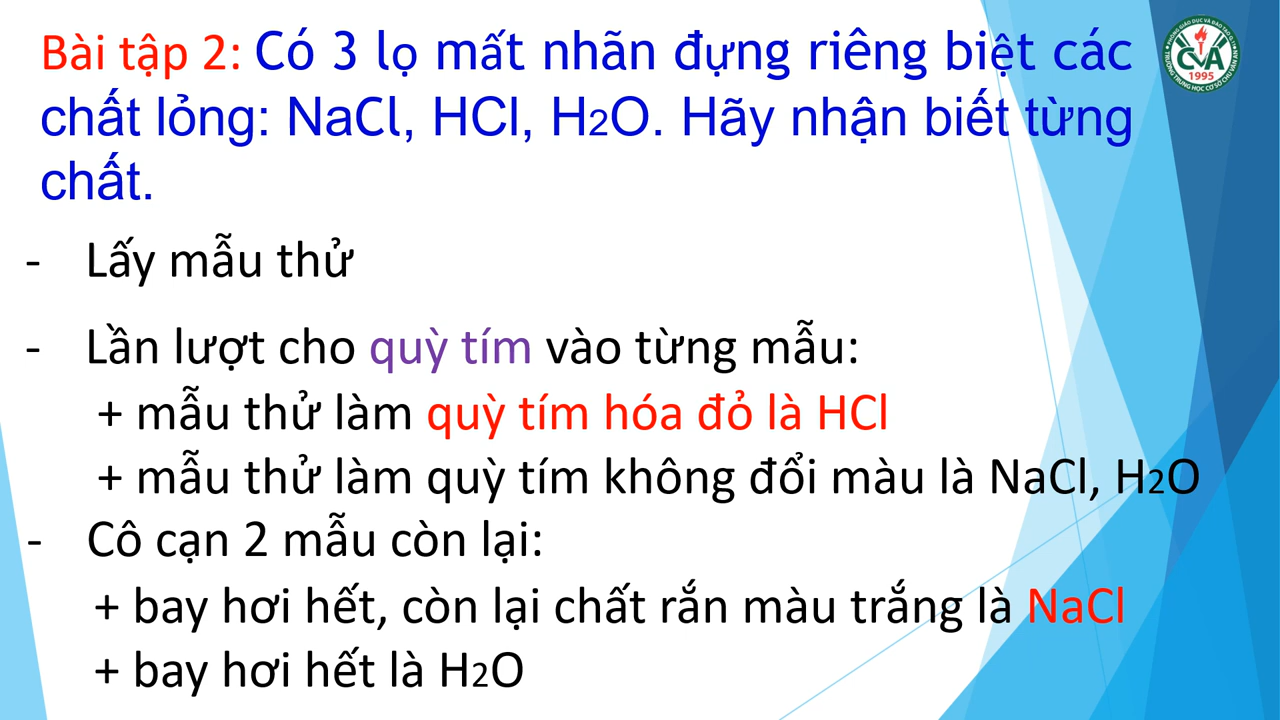 Bài tập 2: Có 3 lọ mất nhãn đựng riêng biệt các
chất lỏng: NaCl, HCl, H2O. Hãy nhận biết từng
chất.
- Lấy mẫu thử
- Lần lượt cho quỳ tím vào từng mẫu:
+ mẫu thử làm quỳ tím hóa đỏ là HCl
+ mẫu thử làm quỳ tím không đổi màu là NaCl, H2O
- Cô cạn 2 mẫu còn lại:
+ bay hơi hết, còn lại chất rắn màu trắng là NaCl
+ bay hơi hết là H2O
CVA
1995